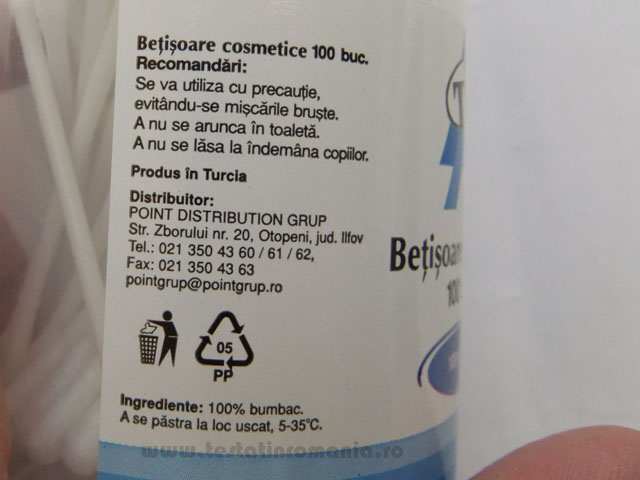 Bețișoare cosmetice 100 buc.
Recomandări:
Se va utiliza cu precauție,
evitându-se mișcările bruște.
A nu se arunca în toaletă.
A nu se lăsa la îndemâna copiilor.
Produs în Turcia
Distribuitor:
POINT DISTRIBUTION GRUP
Str. Zborului nr. 20, Otopeni, jud. Ilfov
Tel.: 021 350 43 60 / 61 / 62,
Fax: 021 350 43 63
pointgrup@pointgrup.ro
05
PP
Ingrediente: 100% bumbac.
A se păstra la loc uscat, 5-35°C.
Bețișoar
100
www.testatinromania.ro